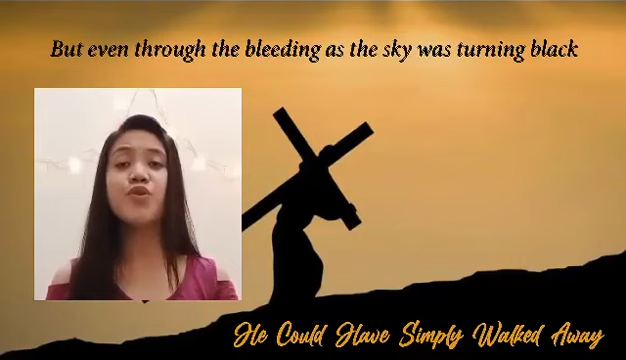 But even through the bleeding as the sky was turning black
He Could Have Simply Walked Away